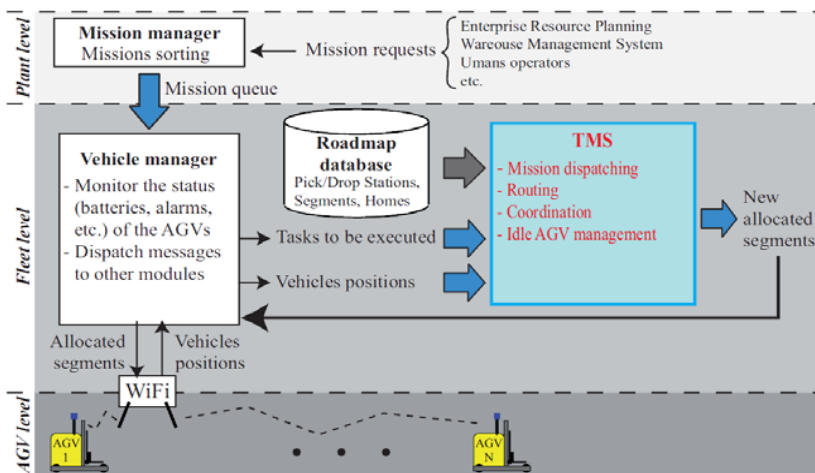 Plant level
Mission manager
Missions sorting
Mission requests
Enterprise Resource Planning
Wareouse Management System
Umans operators
etc.
Mission queue
Fleet level
Vehicle manager
- Monitor the status
(batteries, alarms,
etc.) of the AGVs
- Dispatch messages
to other modules
Roadmap
database
Pick/Drop Stations,
Segments, Homes
TMS
- Mission dispatching
- Routing
- Coordination
- Idle AGV management
New
allocated
segments
Tasks to be executed
Vehicles positions
Allocated
segments
Vehicles
positions
WiFi
AGV level
AGV
1
AGV
N